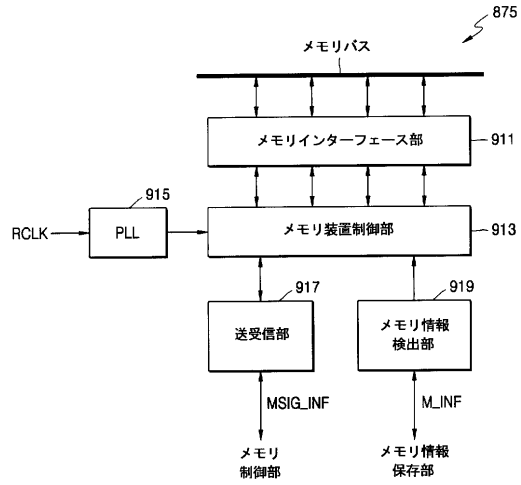 875
メモリバス
メモリインターフェース部
911
915
RCLK
PLL
メモリ装置制御部
913
917
919
送受信部
メモリ情報
検出部
MSIG_INF
M_INF
メモリ
制御部
メモリ情報
保存部